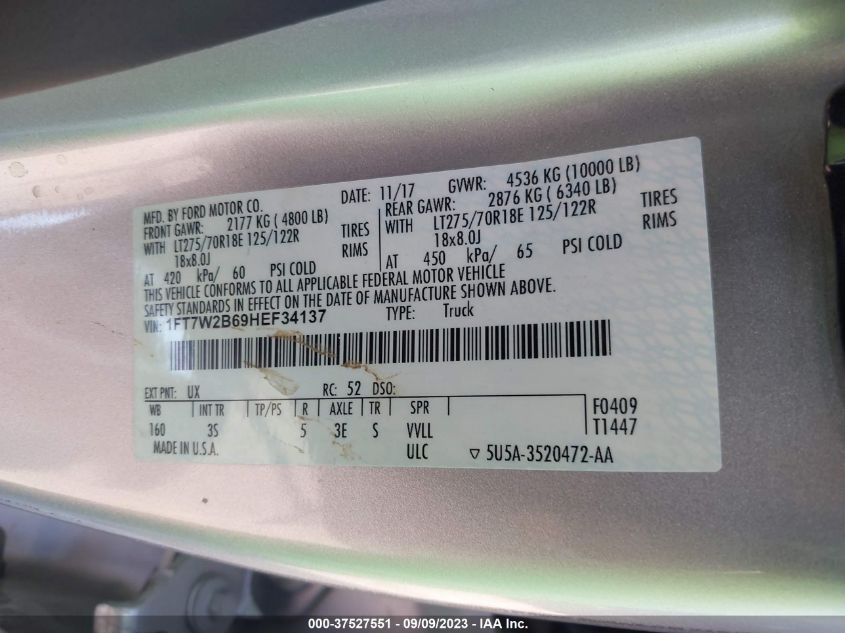 MFD. BY FORD MOTOR CO.
DATE: 11/17 GVWR: 4536 KG (10000 LB)
FRONT GAWR: 2177 KG ( 4800 LB)
REAR GAWR: 2876 KG ( 6340 LB)
WITH LT275/70R18E 125/122R TIRES
WITH LT275/70R18E 125/122R TIRES
18x8.0J RIMS
18x8.0J RIMS
AT 420 kPa/ 60 PSI COLD
AT 450 kPa/ 65 PSI COLD
THIS VEHICLE CONFORMS TO ALL APPLICABLE FEDERAL MOTOR VEHICLE
SAFETY STANDARDS IN EFFECT ON THE DATE OF MANUFACTURE SHOWN ABOVE.
VIN: 1FT7W2B69HEF34137 TYPE: Truck
EXT PNT: UX RC: 52 DSO:
WB INT TR TP/PS R AXLE TR SPR F0409
160 3S 5 3E S VVLL T1447
MADE IN U.S.A. ULC ▽ 5U5A-3520472-AA
000-37527551 - 09/09/2023 - © IAA Inc.